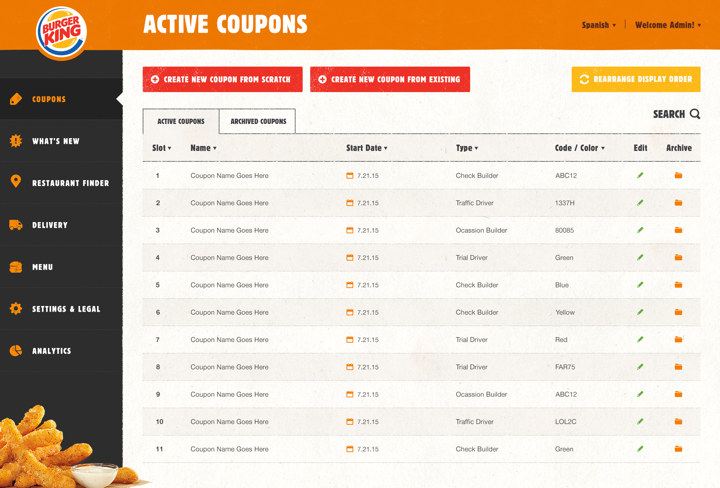 BURGER
KING
ACTIVE COUPONS
Spanish
Welcome Admin!
COUPONS
WHAT'S NEW
RESTAURANT FINDER
DELIVERY
MENU
SETTINGS & LEGAL
ANALYTICS
CREATE NEW COUPON FROM SCRATCH
CREATE NEW COUPON FROM EXISTING
REARRANGE DISPLAY ORDER
ACTIVE COUPONS
ARCHIVED COUPONS
SEARCH
Slot Name Start Date Type Code / Color Edit Archive
1 Coupon Name Goes Here 7.21.15 Check Builder ABC12
2 Coupon Name Goes Here 7.21.15 Traffic Driver 1337H
3 Coupon Name Goes Here 7.21.15 Ocassion Builder 80085
4 Coupon Name Goes Here 7.21.15 Trial Driver Green
5 Coupon Name Goes Here 7.21.15 Check Builder Blue
6 Coupon Name Goes Here 7.21.15 Check Builder Yellow
7 Coupon Name Goes Here 7.21.15 Trial Driver Red
8 Coupon Name Goes Here 7.21.15 Trial Driver FAR75
9 Coupon Name Goes Here 7.21.15 Ocassion Builder ABC12
10 Coupon Name Goes Here 7.21.15 Traffic Driver LOL2C
11 Coupon Name Goes Here 7.21.15 Check Builder Green